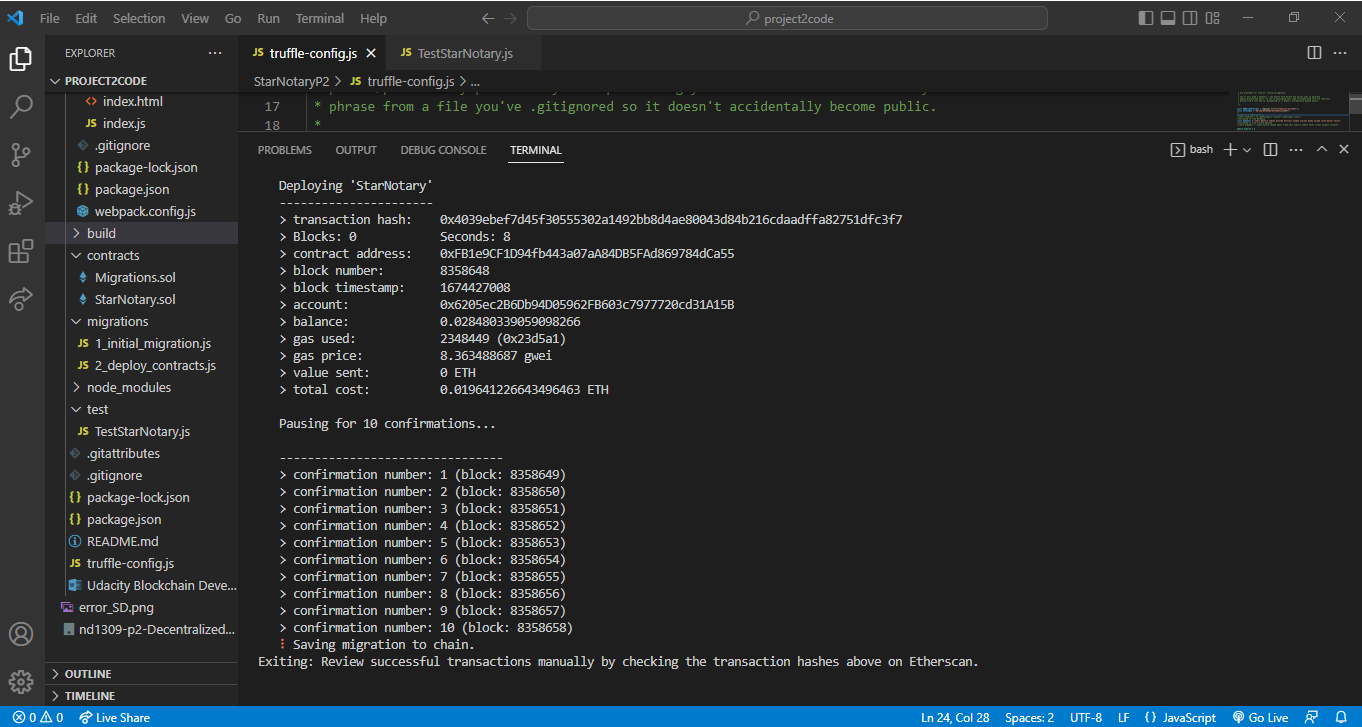 File Edit Selection View Go Run Terminal Help
project2code
EXPLORER
truffle-config.js
JS TestStarNotary.js
PROJECT2CODE
StarNotaryP2 > JS truffle-config.js > ...
index.html
JS index.js
.gitignore
{} package-lock.json
{} package.json
webpack.config.js
build
contracts
Migrations.sol
StarNotary.sol
migrations
JS 1_initial_migration.js
JS 2_deploy_contracts.js
node_modules
test
JS TestStarNotary.js
.gitattributes
.gitignore
{} package-lock.json
{} package.json
README.md
JS truffle-config.js
Udacity Blockchain Deve...
error_SD.png
nd1309-p2-Decentralized...
OUTLINE
TIMELINE
17 * phrase from a file you've .gitignored so it doesn't accidentally become public.
18 *
PROBLEMS OUTPUT DEBUG CONSOLE TERMINAL
bash
Deploying 'StarNotary'
----------------------
> transaction hash: 0x4039ebef7d45f30555302a1492bb8d4ae80043d84b216cdaadffa82751dfc3f7
> Blocks: 0 Seconds: 8
> contract address: 0xFB1e9CF1D94fb443a07aA84DB5FAd869784dCa55
> block number: 8358648
> block timestamp: 1674427008
> account: 0x6205ec2B6Db94D05962FB603c7977720cd31A15B
> balance: 0.028480339059098266
> gas used: 2348449 (0x23d5a1)
> gas price: 8.363488687 gwei
> value sent: 0 ETH
> total cost: 0.019641226643496463 ETH
Pausing for 10 confirmations...
--------------------------------
> confirmation number: 1 (block: 8358649)
> confirmation number: 2 (block: 8358650)
> confirmation number: 3 (block: 8358651)
> confirmation number: 4 (block: 8358652)
> confirmation number: 5 (block: 8358653)
> confirmation number: 6 (block: 8358654)
> confirmation number: 7 (block: 8358655)
> confirmation number: 8 (block: 8358656)
> confirmation number: 9 (block: 8358657)
> confirmation number: 10 (block: 8358658)
⠇ Saving migration to chain.
Exiting: Review successful transactions manually by checking the transaction hashes above on Etherscan.
0 0 Live Share
Ln 24, Col 28 Spaces: 2 UTF-8 LF {} JavaScript Go Live